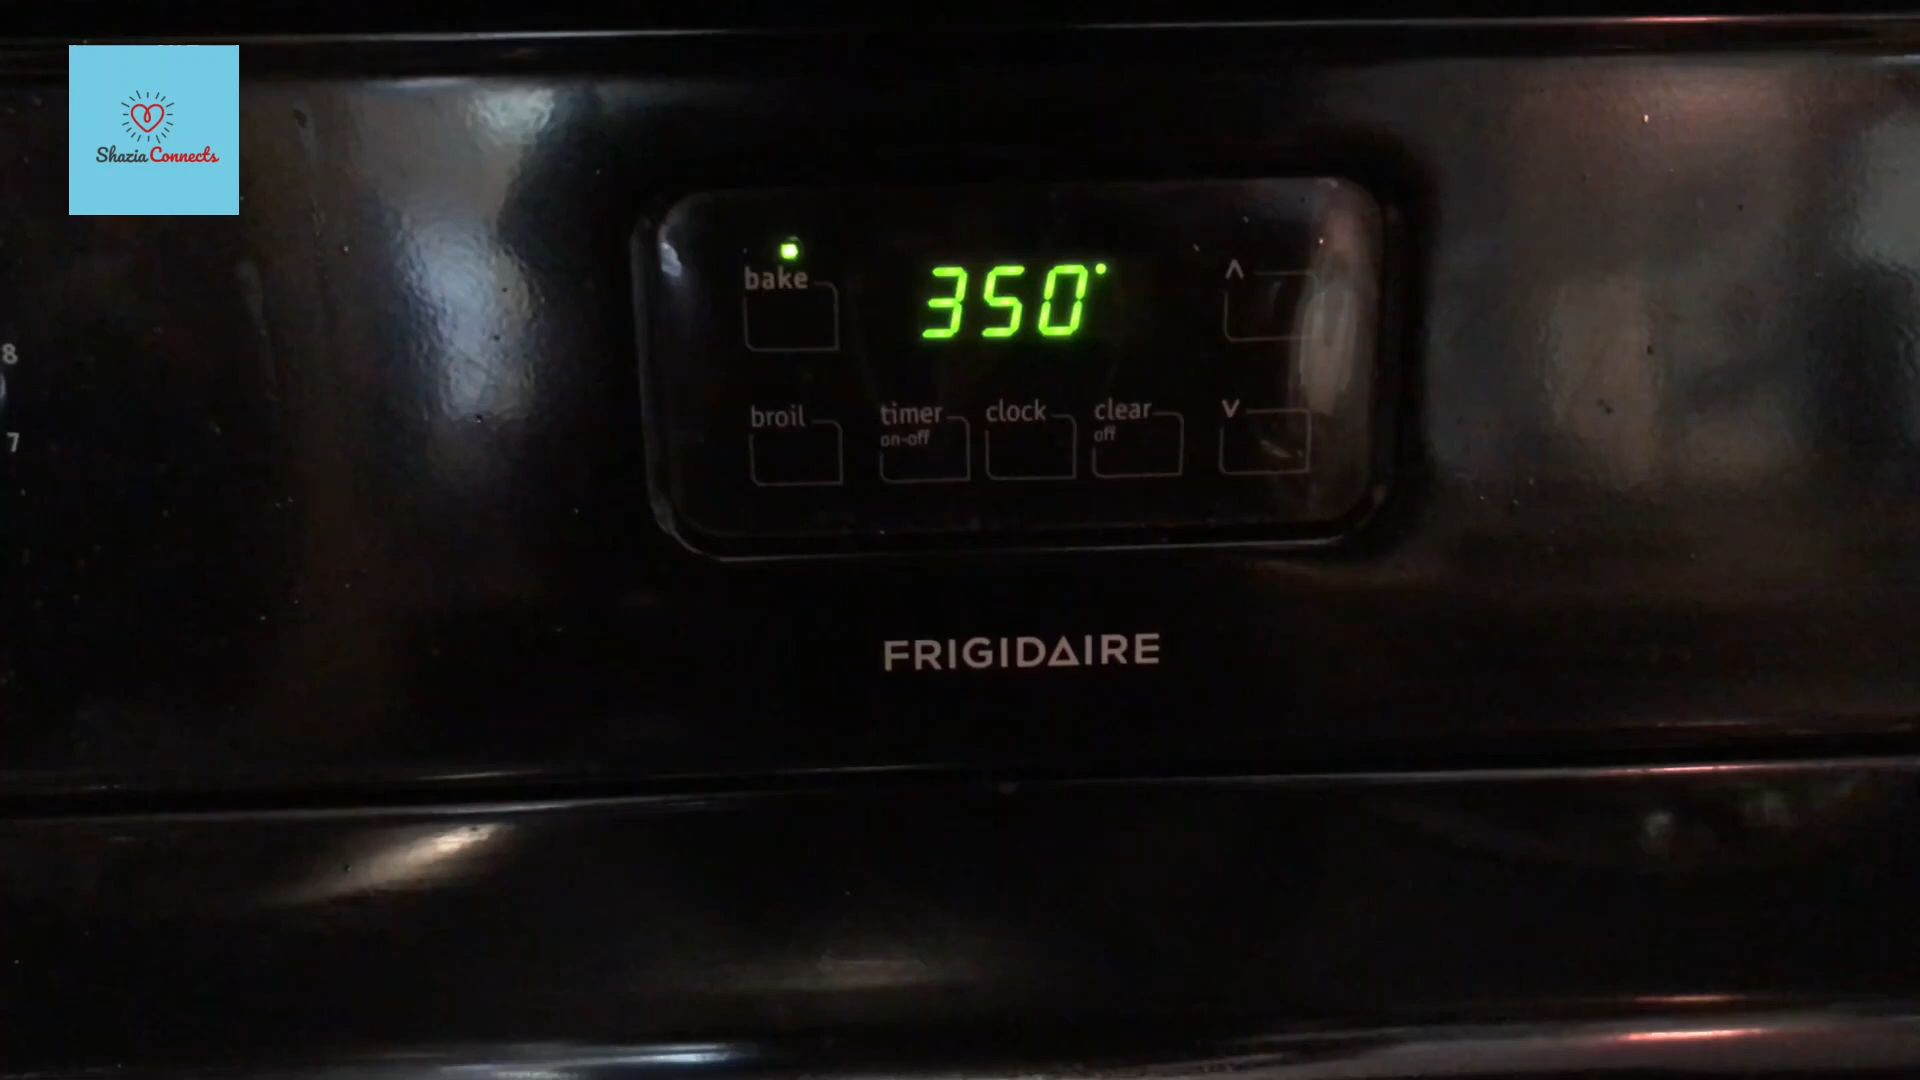 Shazia Connects
bake
350°
^
8
broil
timer
on-off
clock
clear
off
v
7
FRIGIDAIRE